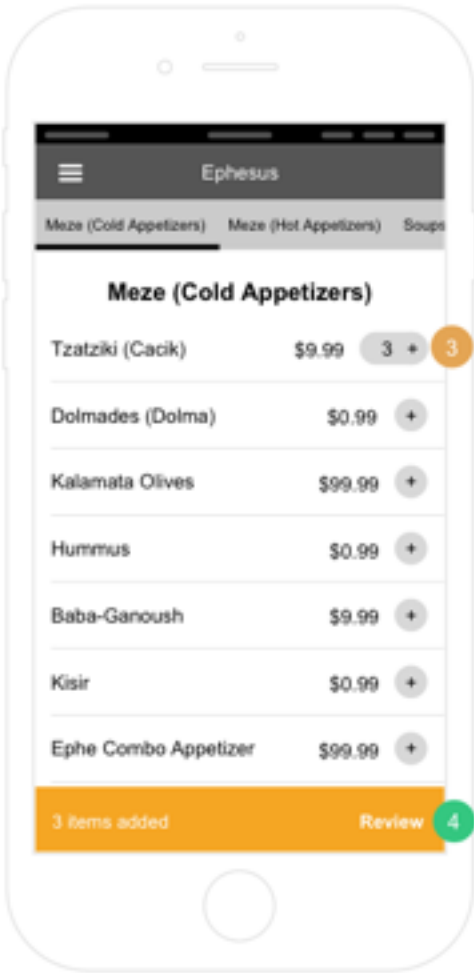 Ephesus
Meze (Cold Appetizers) Meze (Hot Appetizers) Soups
Meze (Cold Appetizers)
Tzatziki (Cacik) $9.99 3 + 3
Dolmades (Dolma) $0.99 +
Kalamata Olives $99.99 +
Hummus $0.99 +
Baba-Ganoush $9.99 +
Kisir $0.99 +
Ephe Combo Appetizer $99.99 +
3 items added Review 4